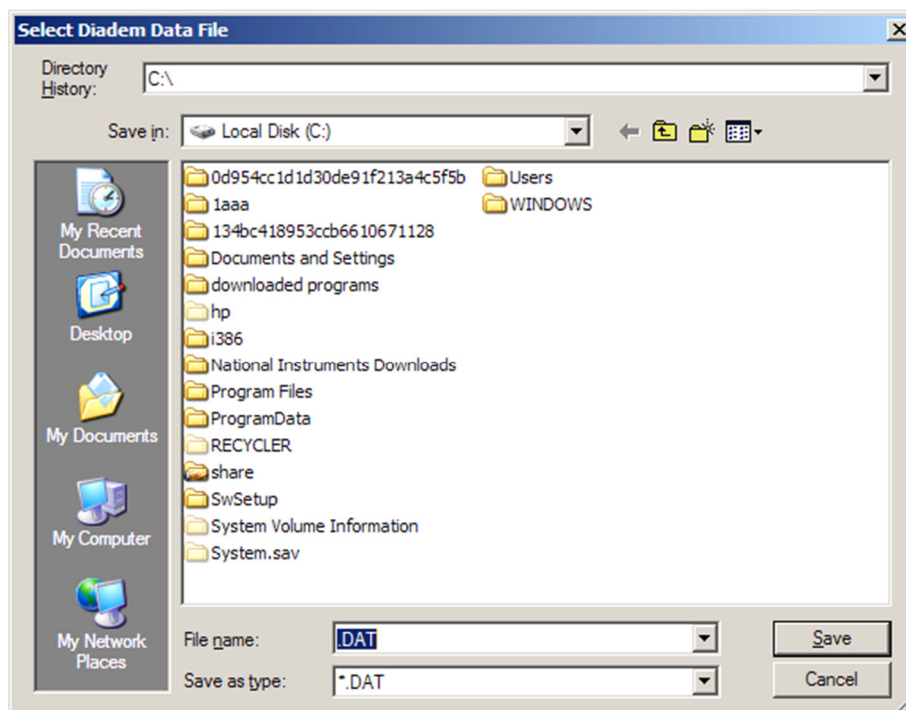 Select Diadem Data File
Directory
History:
C:\
Save in:
Local Disk (C:)
My Recent
Documents
Desktop
My Documents
My Computer
My Network
Places
0d954cc1d1d30de91f213a4c5f5b
1aaa
134bc418953ccb6610671128
Documents and Settings
downloaded programs
hp
i386
National Instruments Downloads
Program Files
ProgramData
RECYCLER
share
SwSetup
System Volume Information
System.sav
Users
WINDOWS
File name:
.DAT
Save
Save as type:
*.DAT
Cancel